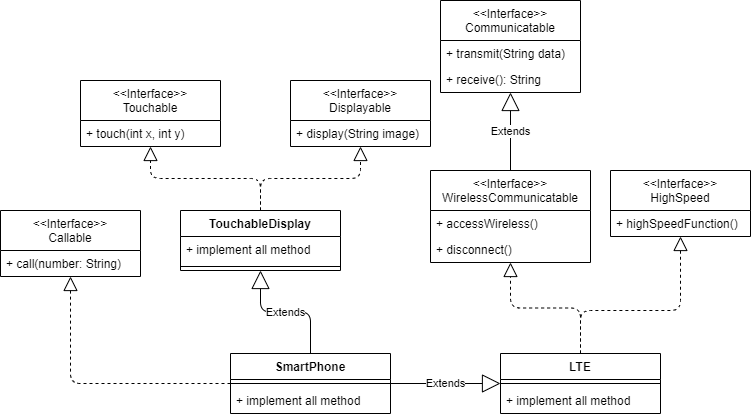 <<Interface>>
Communicatable
+ transmit(String data)
+ receive(): String
<<Interface>>
Touchable
+ touch(int x, int y)
<<Interface>>
Displayable
+ display(String image)
Extends
<<Interface>>
WirelessCommunicatable
+ accessWireless()
+ disconnect()
<<Interface>>
HighSpeed
+ highSpeedFunction()
<<Interface>>
Callable
+ call(number: String)
TouchableDisplay
+ implement all method
Extends
SmartPhone
+ implement all method
Extends
LTE
+ implement all method